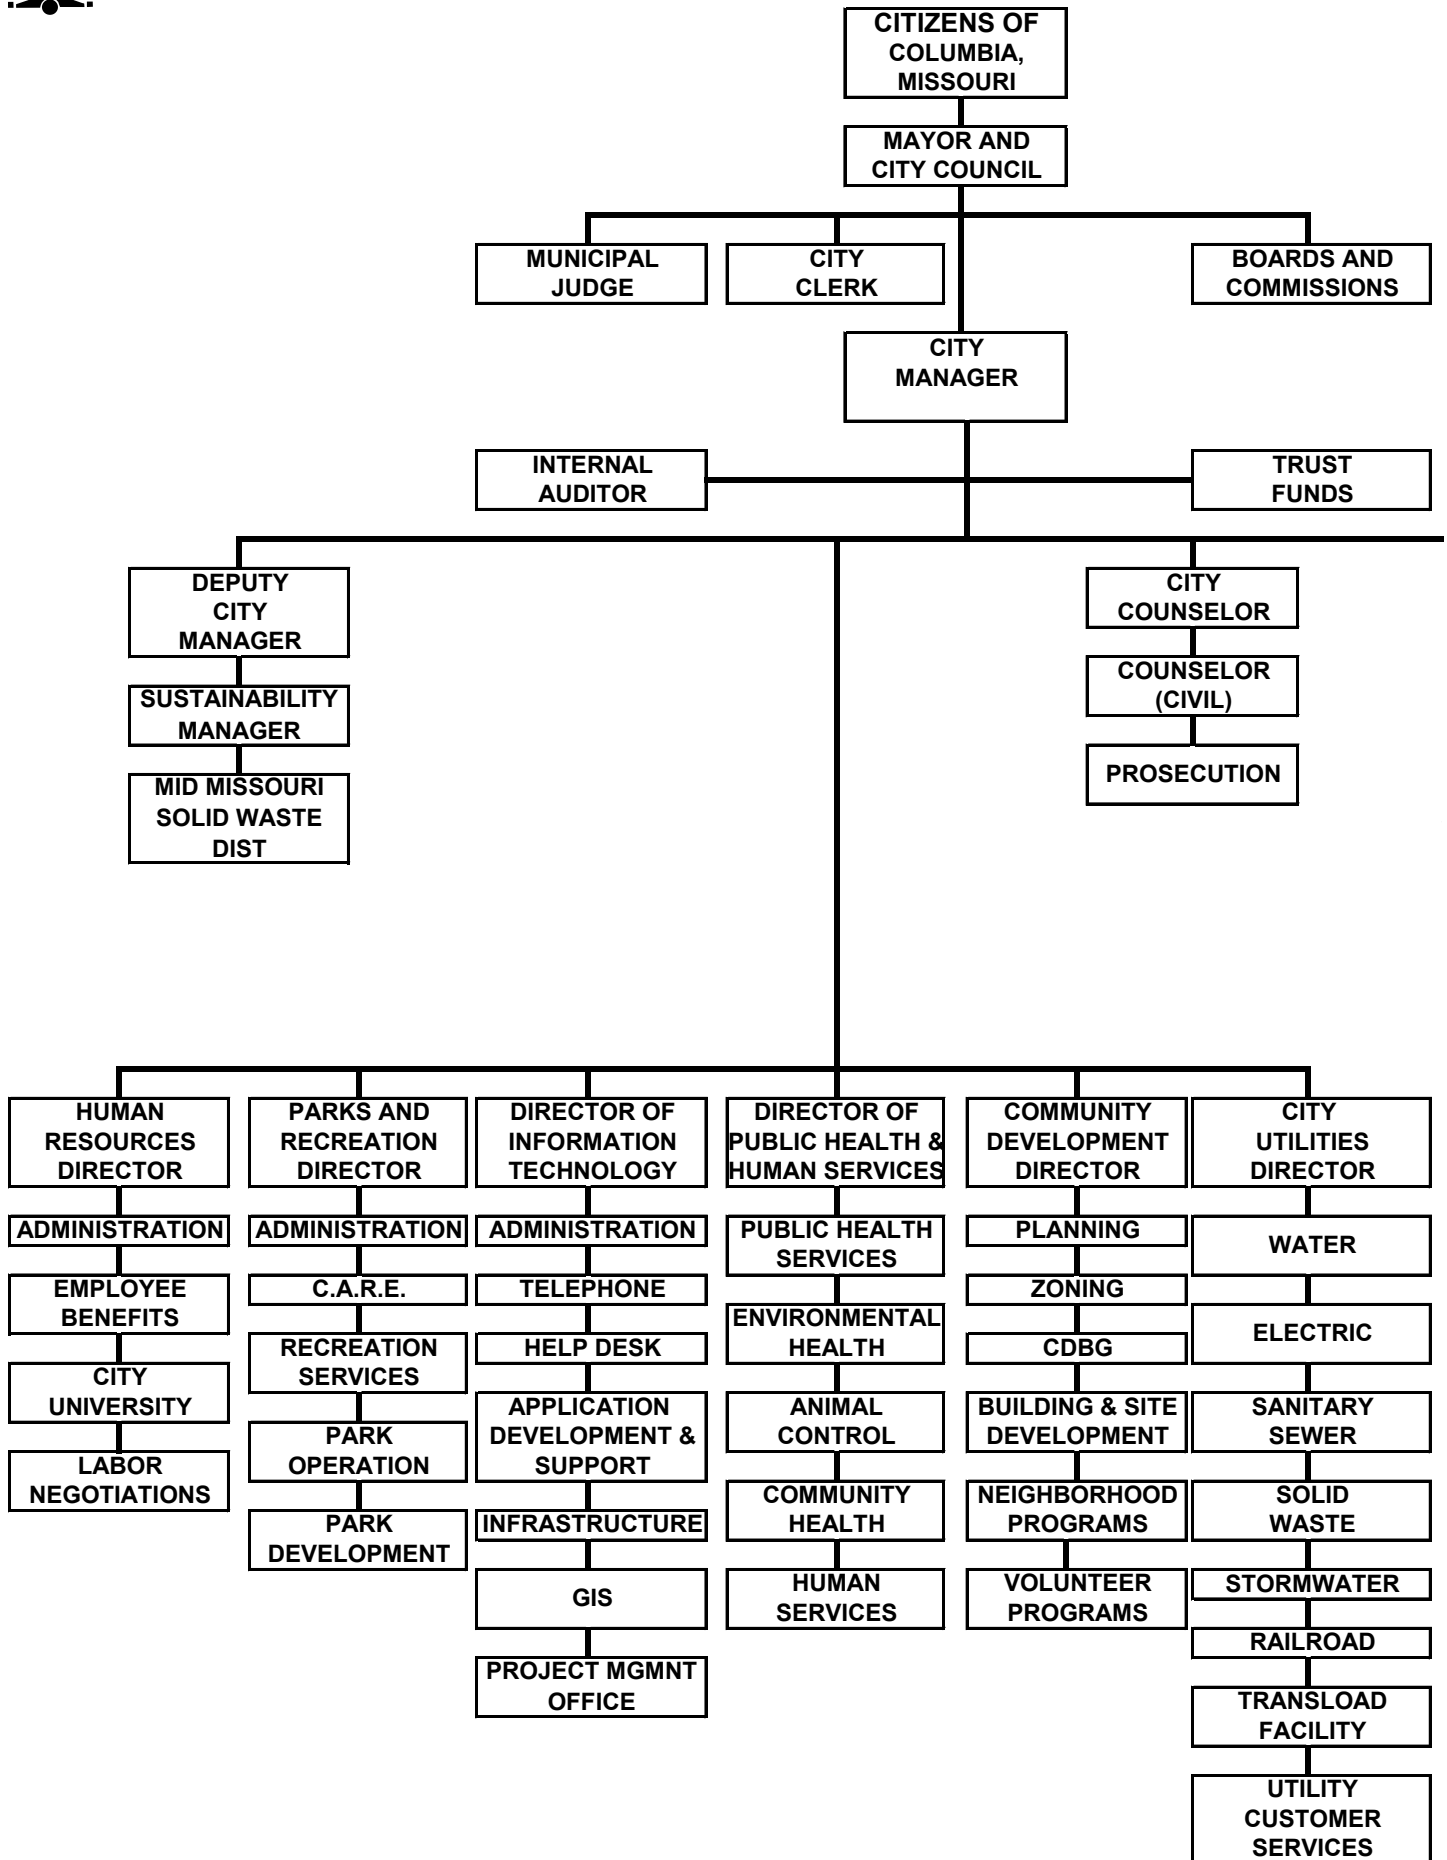 CITIZENS OF
COLUMBIA,
MISSOURI
MAYOR AND
CITY COUNCIL
MUNICIPAL
JUDGE
CITY
CLERK
BOARDS AND
COMMISSIONS
CITY
MANAGER
INTERNAL
AUDITOR
TRUST
FUNDS
DEPUTY
CITY
MANAGER
SUSTAINABILITY
MANAGER
MID MISSOURI
SOLID WASTE
DIST
CITY
COUNSELOR
COUNSELOR
(CIVIL)
PROSECUTION
HUMAN
RESOURCES
DIRECTOR
ADMINISTRATION
EMPLOYEE
BENEFITS
CITY
UNIVERSITY
LABOR
NEGOTIATIONS
PARKS AND
RECREATION
DIRECTOR
ADMINISTRATION
C.A.R.E.
RECREATION
SERVICES
PARK
OPERATION
PARK
DEVELOPMENT
DIRECTOR OF
INFORMATION
TECHNOLOGY
ADMINISTRATION
TELEPHONE
HELP DESK
APPLICATION
DEVELOPMENT &
SUPPORT
INFRASTRUCTURE
GIS
PROJECT MGMNT
OFFICE
DIRECTOR OF
PUBLIC HEALTH &
HUMAN SERVICES
PUBLIC HEALTH
SERVICES
ENVIRONMENTAL
HEALTH
ANIMAL
CONTROL
COMMUNITY
HEALTH
HUMAN
SERVICES
COMMUNITY
DEVELOPMENT
DIRECTOR
PLANNING
ZONING
CDBG
BUILDING & SITE
DEVELOPMENT
NEIGHBORHOOD
PROGRAMS
VOLUNTEER
PROGRAMS
CITY
UTILITIES
DIRECTOR
WATER
ELECTRIC
SANITARY
SEWER
SOLID
WASTE
STORMWATER
RAILROAD
TRANSLOAD
FACILITY
UTILITY
CUSTOMER
SERVICES